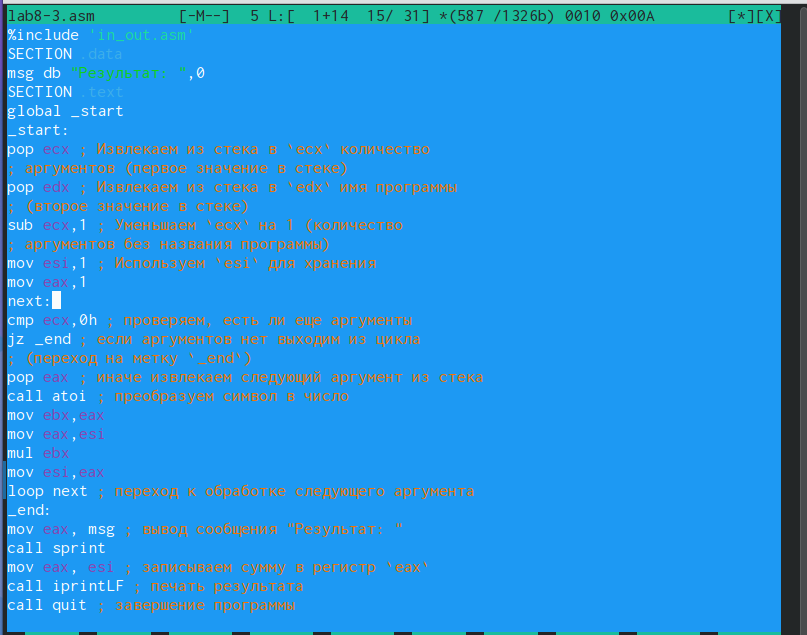 lab8-3.asm [-M--] 5 L:[ 1+14 15/ 31] *(587 /1326b) 0010 0x00A [*][X]
%include 'in_out.asm'
SECTION .data
msg db "Результат: ",0
SECTION .text
global _start
_start:
pop ecx ; Извлекаем из стека в `ecx` количество
; аргументов (первое значение в стеке)
pop edx ; Извлекаем из стека в `edx` имя программы
; (второе значение в стеке)
sub ecx,1 ; Уменьшаем `ecx` на 1 (количество
; аргументов без названия программы)
mov esi,1 ; Используем `esi` для хранения
mov eax,1
next:
cmp ecx,0h ; проверяем, есть ли еще аргументы
jz _end ; если аргументов нет выходим из цикла
; (переход на метку `_end`)
pop eax ; иначе извлекаем следующий аргумент из стека
call atoi ; преобразуем символ в число
mov ebx,eax
mov eax,esi
mul ebx
mov esi,eax
loop next ; переход к обработке следующего аргумента
_end:
mov eax, msg ; вывод сообщения "Результат: "
call sprint
mov eax, esi ; записываем сумму в регистр `eax`
call iprintLF ; печать результата
call quit ; завершение программы